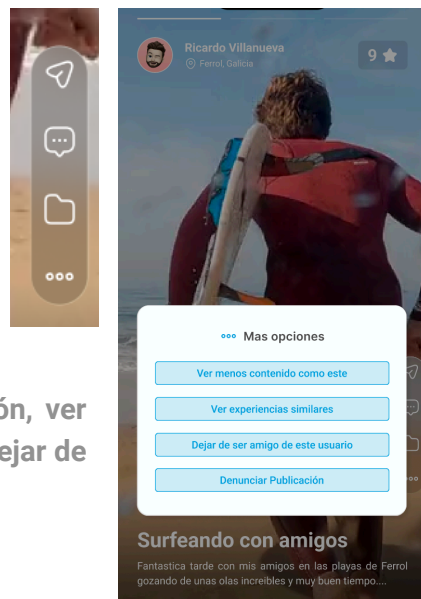 ón, ver
ejar de
Ricardo Villanueva
Ferrol, Galicia
9
Mas opciones
Ver menos contenido como este
Ver experiencias similares
Dejar de ser amigo de este usuario
Denunciar Publicación
Surfeando con amigos
Fantastica tarde con mis amigos en las playas de Ferrol
gozando de unas olas increibles y muy buen tiempo....